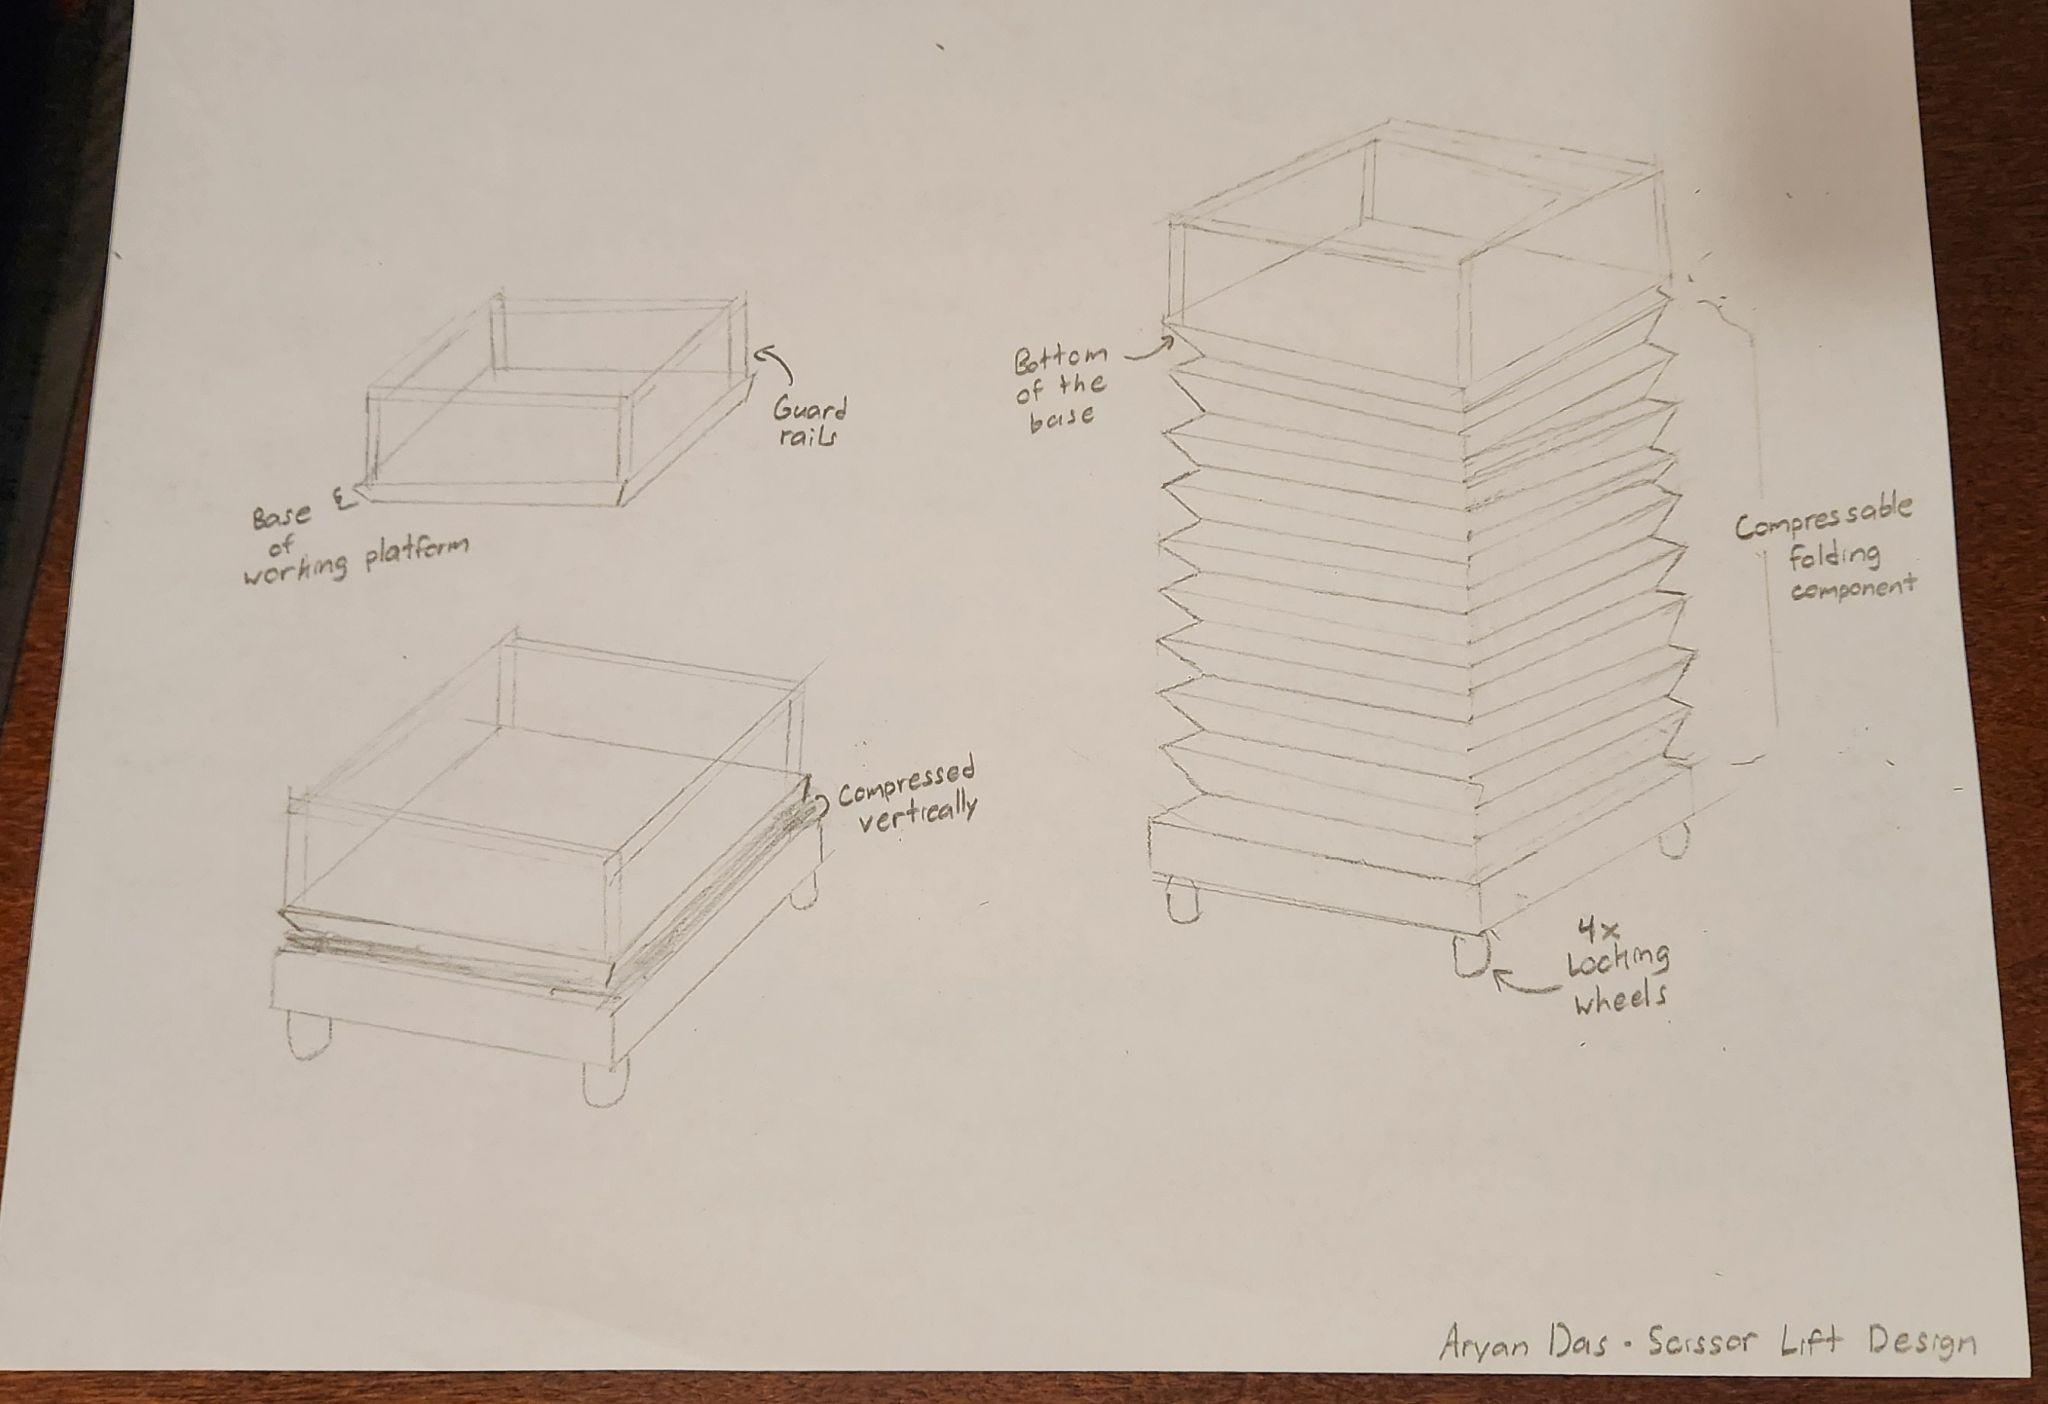 Guard
rails
Base
of
working platform
Compressed
vertically
Bottom
of the
base
Compressable
folding
component
4x
Locking
wheels
Aryan Das · Scissor Lift Design